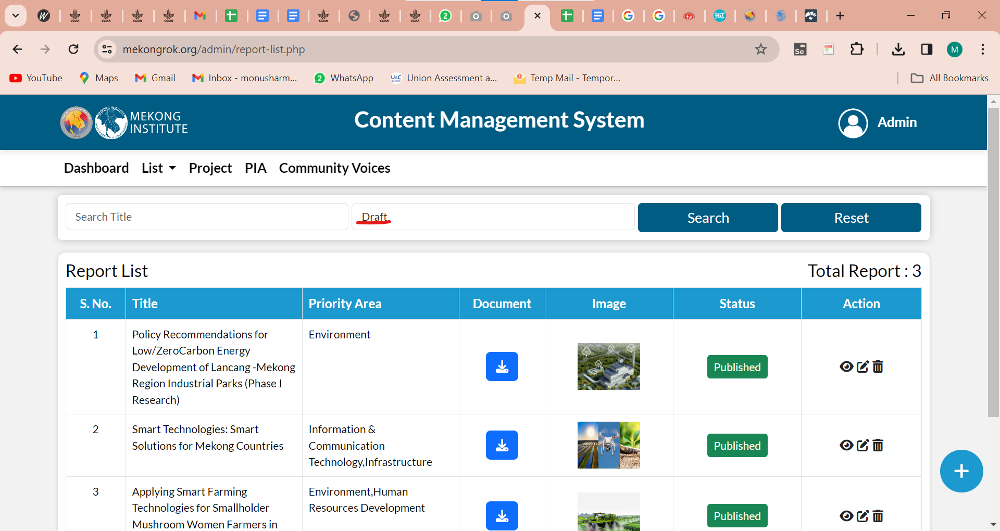 mekongrok.org/admin/report-list.php
Se
M
YouTube
Maps
Gmail
Inbox - monusharm...
2
WhatsApp
UAC
Union Assessment a...
Temp Mail - Tempor...
All Bookmarks
MEKONG
INSTITUTE
Content Management System
Admin
Dashboard
List
Project
PIA
Community Voices
Search Title
Draft
Search
Reset
Report List
Total Report : 3
S. No.
Title
Priority Area
Document
Image
Status
Action
1
Policy Recommendations for
Low/ZeroCarbon Energy
Development of Lancang -Mekong
Region Industrial Parks (Phase I
Research)
Environment
Published
2
Smart Technologies: Smart
Solutions for Mekong Countries
Information &
Communication
Technology,Infrastructure
Published
3
Applying Smart Farming
Technologies for Smallholder
Mushroom Women Farmers in
Environment,Human
Resources Development
Published